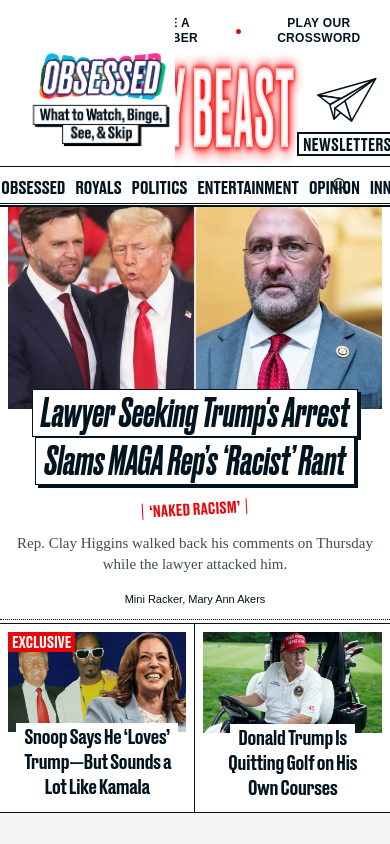 E A
BER
PLAY OUR
CROSSWORD
OBSESSED
What to Watch, Binge,
See, & Skip
Y BEAST
NEWSLETTERS
OBSESSED ROYALS POLITICS ENTERTAINMENT OPINION INN
Lawyer Seeking Trump's Arrest
Slams MAGA Rep's ‘Racist’ Rant
‘NAKED RACISM’
Rep. Clay Higgins walked back his comments on Thursday
while the lawyer attacked him.
Mini Racker, Mary Ann Akers
EXCLUSIVE
Snoop Says He ‘Loves’
Trump—But Sounds a
Lot Like Kamala
Donald Trump Is
Quitting Golf on His
Own Courses